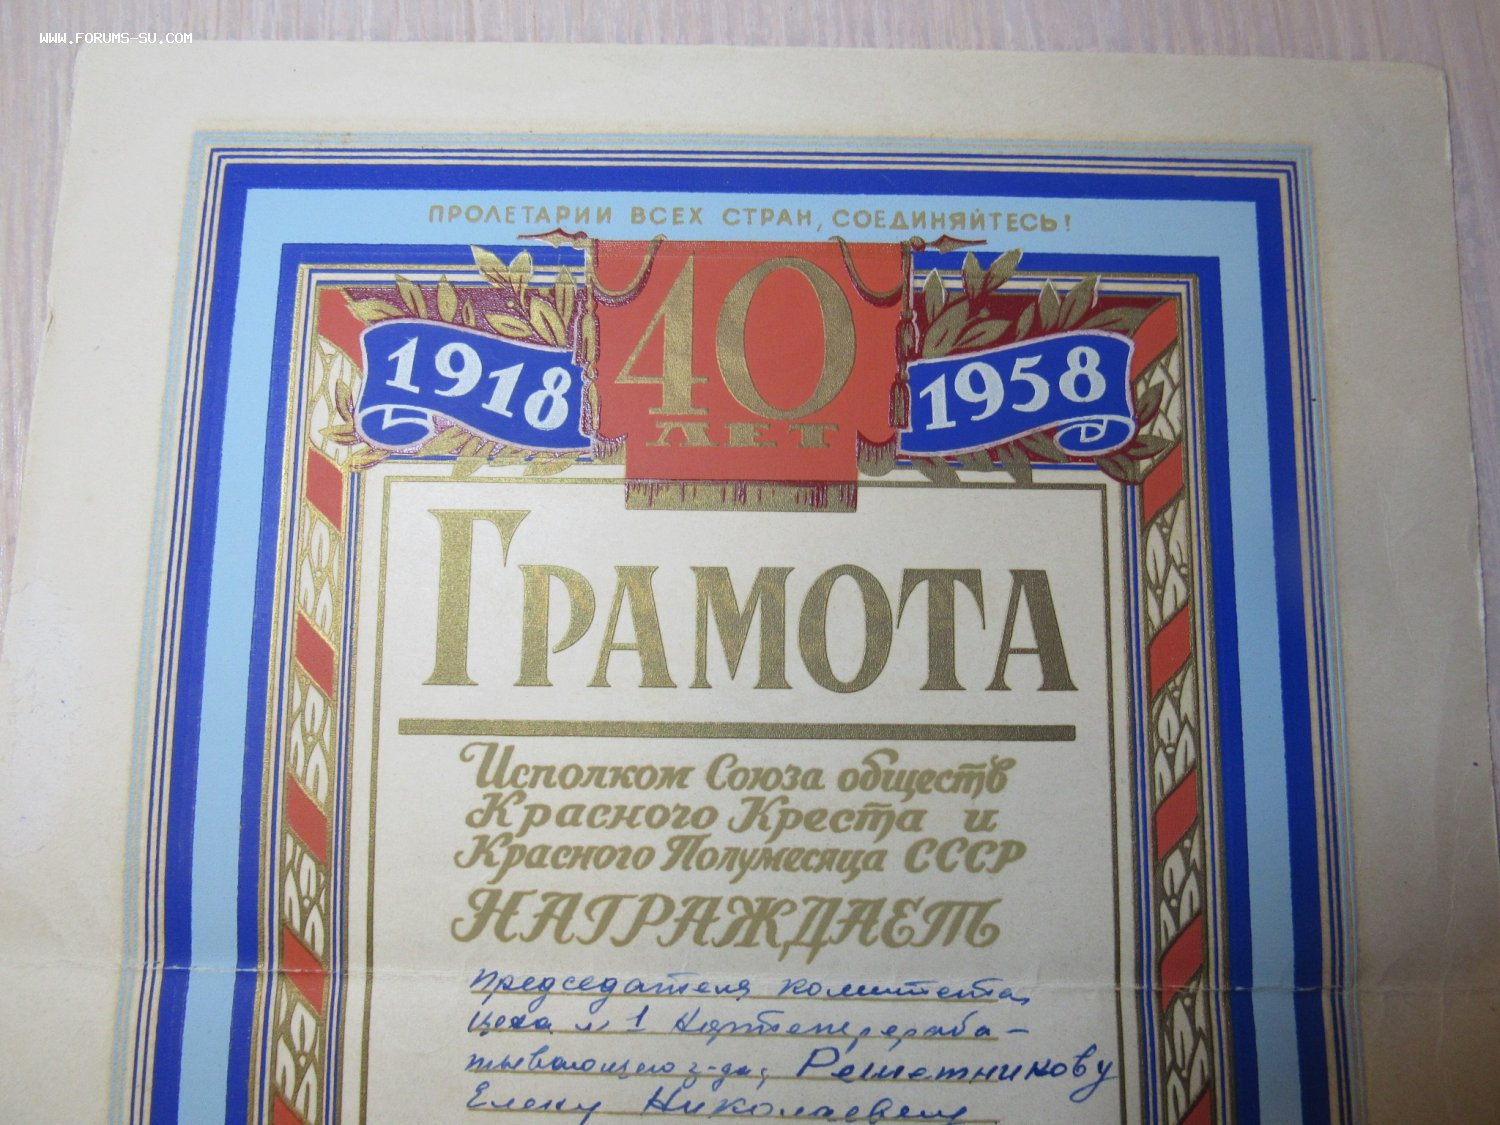 WWW.FORUMS-SU.COM
ПРОЛЕТАРИИ ВСЕХ СТРАН, СОЕДИНЯЙТЕСЬ!
1918 40 1958
ЛЕТ
ГРАМОТА
Исполком Союза обществ
Красного Креста и
Красного Полумесяца СССР
НАГРАЖДАЕТ
Председателя комитета,
цеха № 1 Нефтеперераба-
тывающего з-да, Решетникову
Елену Николаевну